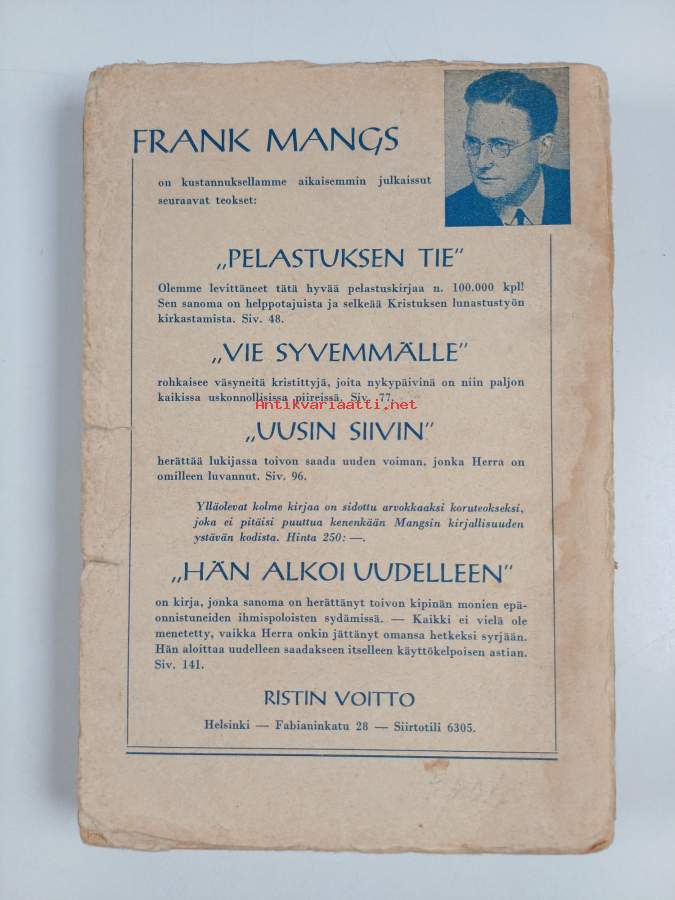 FRANK MANGS
on kustannuksellamme aikaisemmin julkaissut
seuraavat teokset:
„PELASTUKSEN TIE"
Olemme levittäneet tätä hyvää pelastuskirjaa n. 100.000 kpl!
Sen sanoma on helppotajuista ja selkeää Kristuksen lunastustyön
kirkastamista. Siv. 48.
„VIE SYVEMMÄLLE"
rohkaisee väsyneitä kristittyjä, joita nykypäivinä on niin paljon
kaikissa uskonnollisissa piireissä. Siv. 77.
Antikvariaatti.net
„UUSIN SIIVIN"
herättää lukijassa toivon saada uuden voiman, jonka Herra on
omilleen luvannut. Siv. 96.
Ylläolevat kolme kirjaa on sidottu arvokkaaksi koruteokseksi,
joka ei pitäisi puuttua kenenkään Mangsin kirjallisuuden
ystävän kodista. Hinta 250: —.
„HÄN ALKOI UUDELLEEN"
on kirja, jonka sanoma on herättänyt toivon kipinän monien epä-
onnistuneiden ihmispoloisten sydämissä. — Kaikki ei vielä ole
menetetty, vaikka Herra onkin jättänyt omansa hetkeksi syrjään.
Hän aloittaa uudelleen saadakseen itselleen käyttökelpoisen astian.
Siv. 141.
RISTIN VOITTO
Helsinki — Fabianinkatu 28 — Siirtotili 6305.